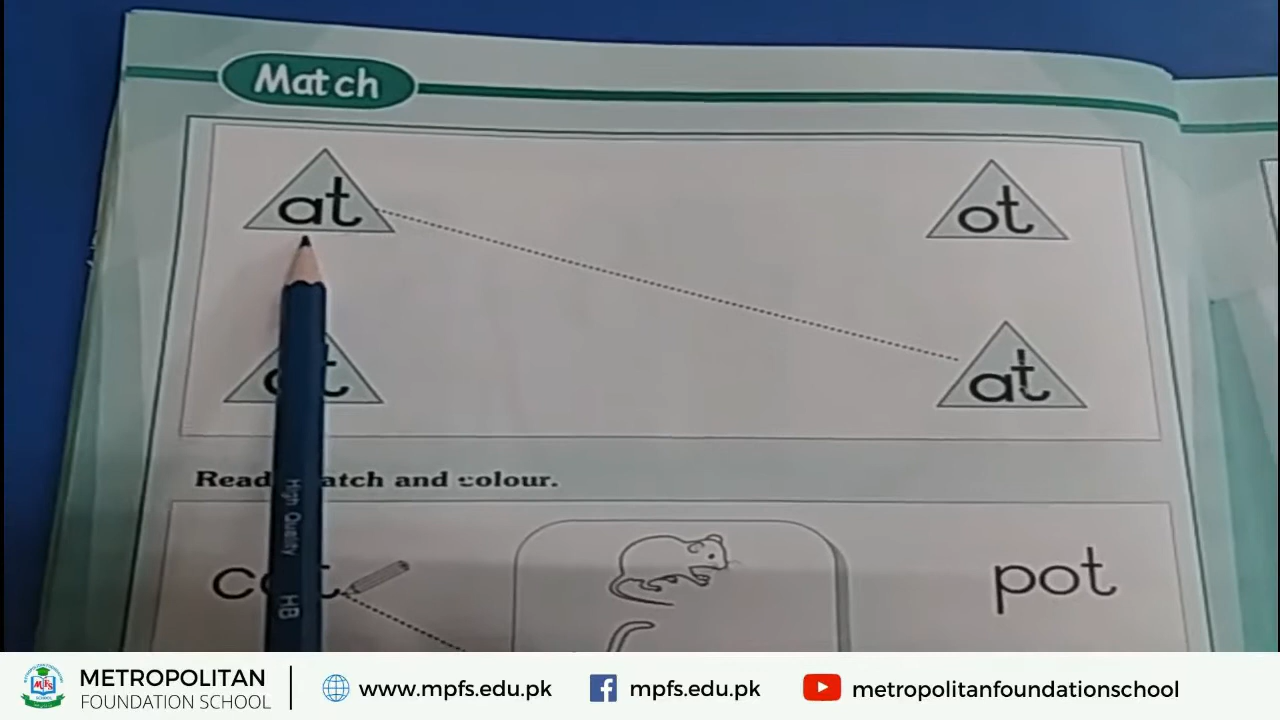 Match
at
ot
at
Read
atch and colour.
pot
High Quality
HB
METROPOLITAN
FOUNDATION SCHOOL
www.mpfs.edu.pk
mpfs.edu.pk
metropolitanfoundationschool